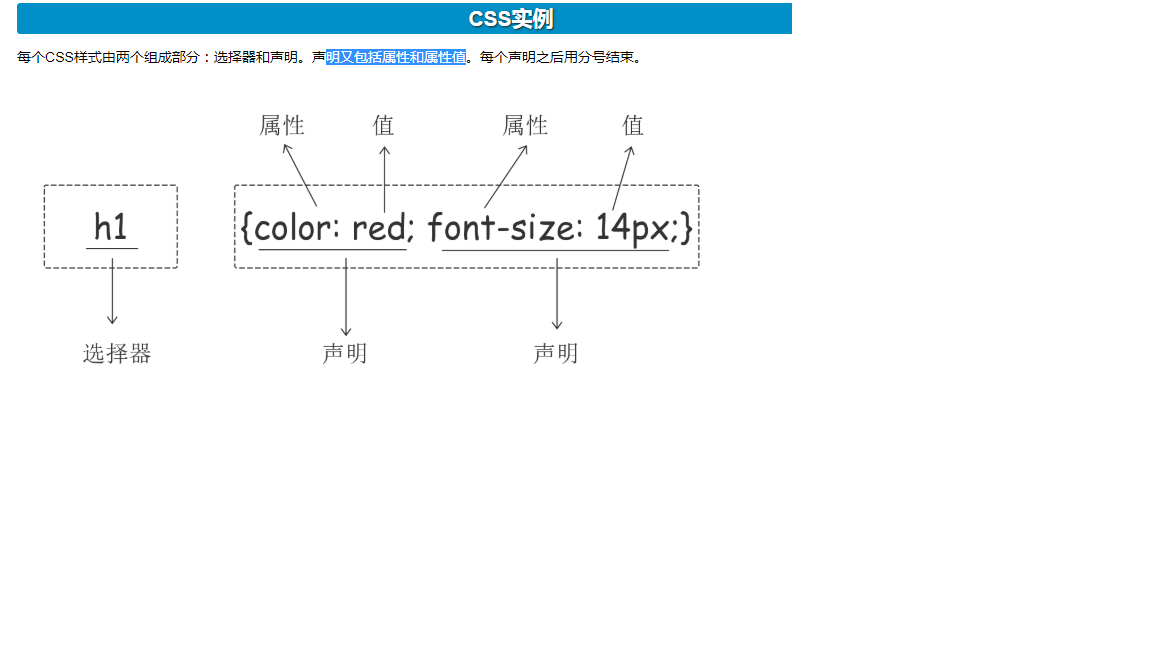 CSS实例
每个CSS样式由两个组成部分：选择器和声明。声明又包括属性和属性值。每个声明之后用分号结束。
属性 值 属性 值
h1 {color: red; font-size: 14px;}
选择器 声明 声明